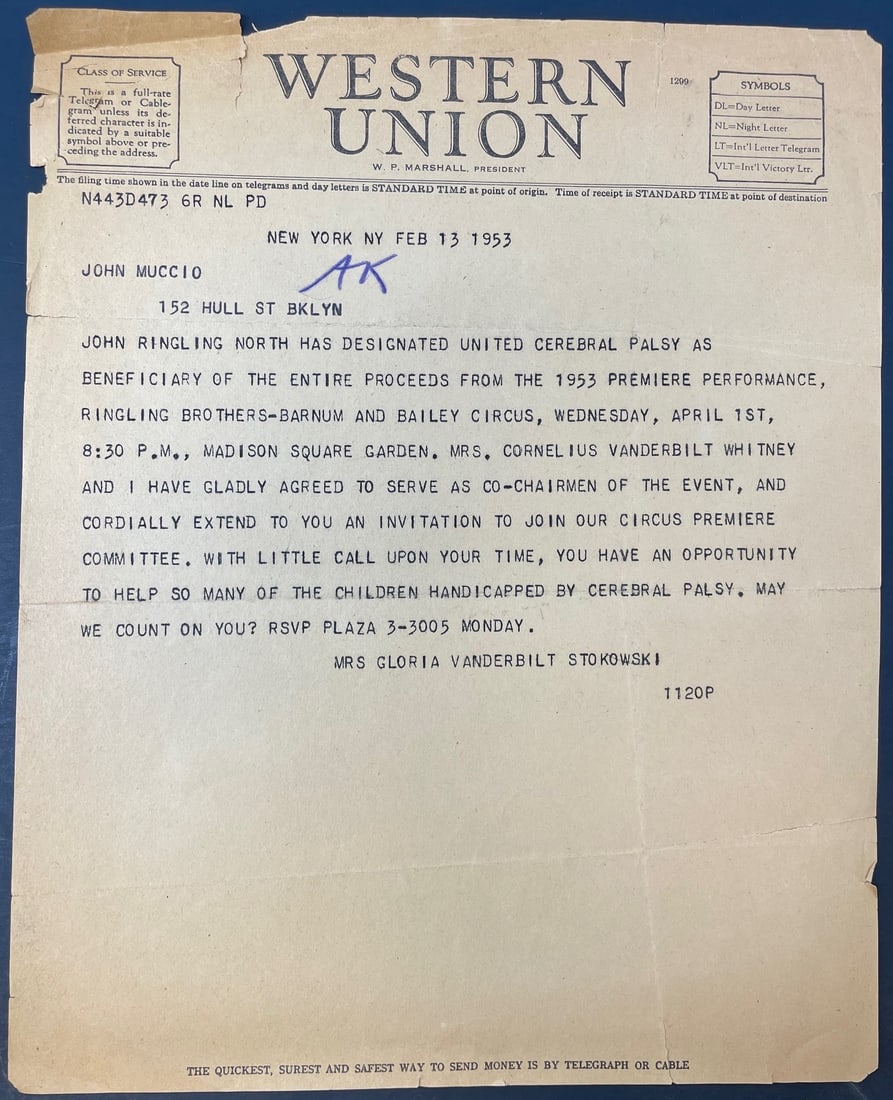 CLASS OF SERVICE
This is a full-rate
Telegram or Cable-
gram unless its de-
ferred character is in-
dicated by a suitable
symbol above or pre-
ceding the address.
WESTERN
UNION
W. P. MARSHALL, PRESIDENT
1209
SYMBOLS
DL=Day Letter
NL=Night Letter
LT=Int'l Letter Telegram
VLT=Int'l Victory Ltr.
The filing time shown in the date line on telegrams and day letters is STANDARD TIME at point of origin. Time of receipt is STANDARD TIME at point of destination
N443D473 6R NL PD
NEW YORK NY FEB 13 1953
JOHN MUCCIO
AK
152 HULL ST BKLYN
JOHN RINGLING NORTH HAS DESIGNATED UNITED CEREBRAL PALSY AS
BENEFICIARY OF THE ENTIRE PROCEEDS FROM THE 1953 PREMIERE PERFORMANCE,
RINGLING BROTHERS-BARNUM AND BAILEY CIRCUS, WEDNESDAY, APRIL 1ST,
8:30 P.M., MADISON SQUARE GARDEN. MRS. CORNELIUS VANDERBILT WHITNEY
AND I HAVE GLADLY AGREED TO SERVE AS CO-CHAIRMEN OF THE EVENT, AND
CORDIALLY EXTEND TO YOU AN INVITATION TO JOIN OUR CIRCUS PREMIERE
COMMITTEE. WITH LITTLE CALL UPON YOUR TIME, YOU HAVE AN OPPORTUNITY
TO HELP SO MANY OF THE CHILDREN HANDICAPPED BY CEREBRAL PALSY. MAY
WE COUNT ON YOU? RSVP PLAZA 3-3005 MONDAY.
MRS GLORIA VANDERBILT STOKOWSKI
1120P
THE QUICKEST, SUREST AND SAFEST WAY TO SEND MONEY IS BY TELEGRAPH OR CABLE